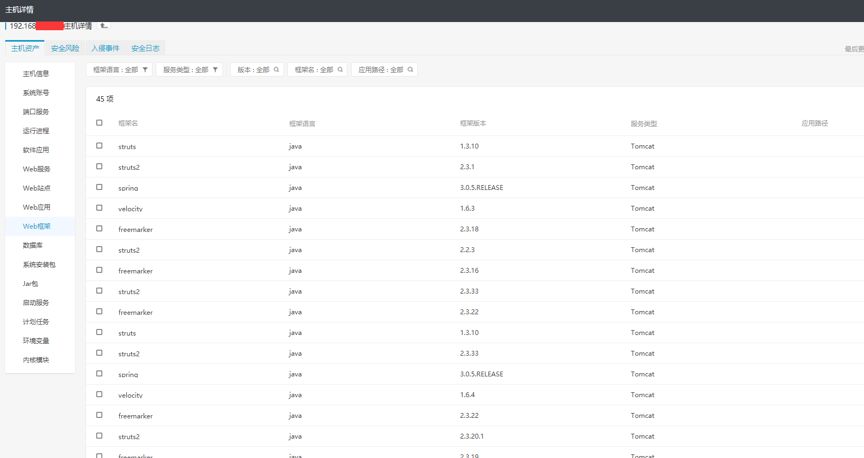 主机详情
192.168 主机详情
主机资产 安全风险 入侵事件 安全日志
最后更
主机信息
系统账号
端口服务
运行进程
软件应用
Web服务
Web站点
Web应用
Web框架
数据库
系统安装包
Jar包
启动服务
计划任务
环境变量
内核模块
框架语言 : 全部 服务类型 : 全部 版本 : 全部 框架名 : 全部 应用路径 : 全部
45 项
框架名 框架语言 框架版本 服务类型 应用路径
struts java 1.3.10 Tomcat
struts2 java 2.3.1 Tomcat
spring java 3.0.5.RELEASE Tomcat
velocity java 1.6.3 Tomcat
freemarker java 2.3.18 Tomcat
struts2 java 2.2.3 Tomcat
freemarker java 2.3.16 Tomcat
struts2 java 2.3.33 Tomcat
freemarker java 2.3.22 Tomcat
struts java 1.3.10 Tomcat
struts2 java 2.3.33 Tomcat
spring java 3.0.5.RELEASE Tomcat
velocity java 1.6.4 Tomcat
freemarker java 2.3.22 Tomcat
struts2 java 2.3.20.1 Tomcat
freemarker java 2.3.19 Tomcat